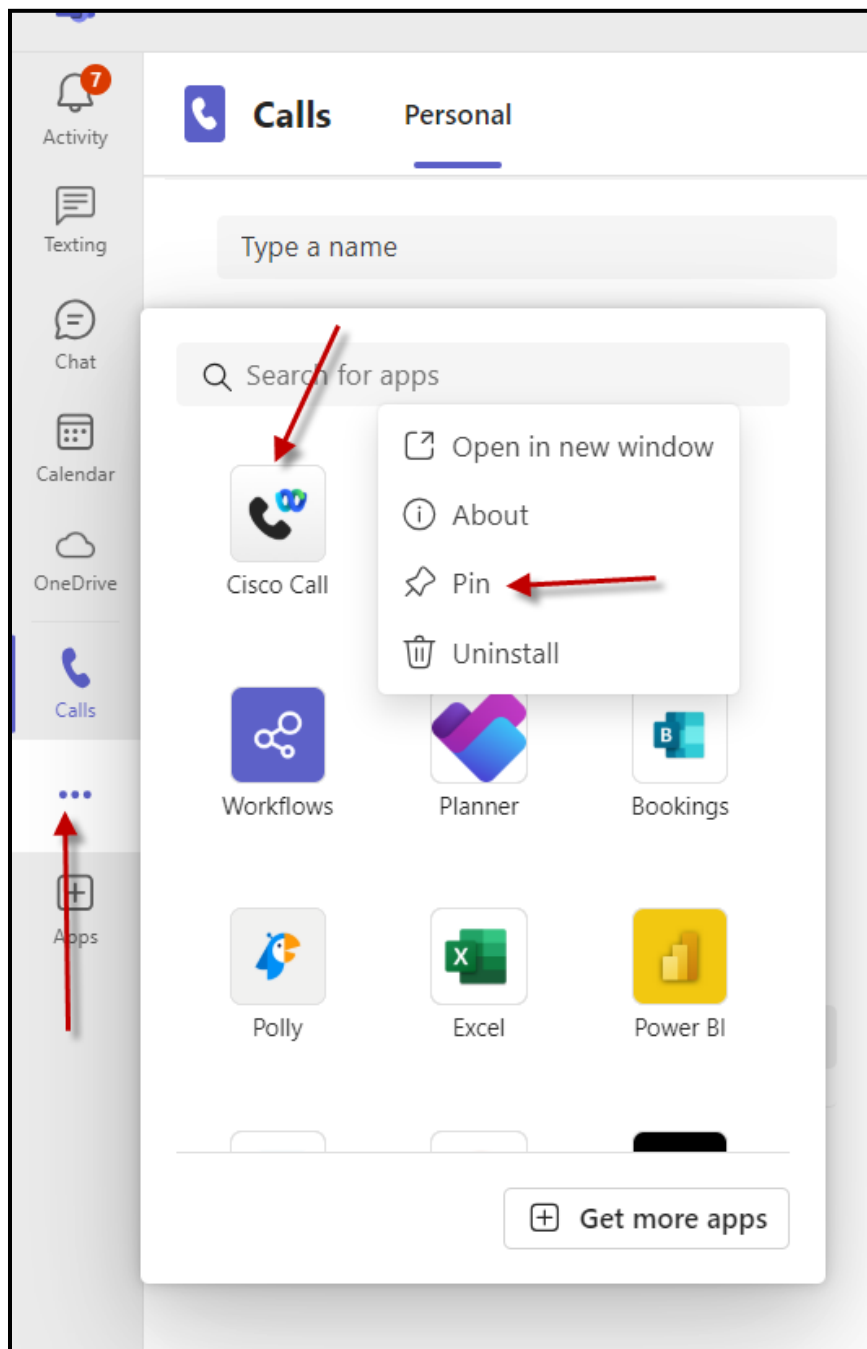 7
Activity
Calls
Personal
Texting
Type a name
Chat
Search for apps
Calendar
Open in new window
About
OneDrive
Cisco Call
Pin
Uninstall
Calls
B
Workflows
Planner
Bookings
Apps
X
Polly
Excel
Power BI
Get more apps